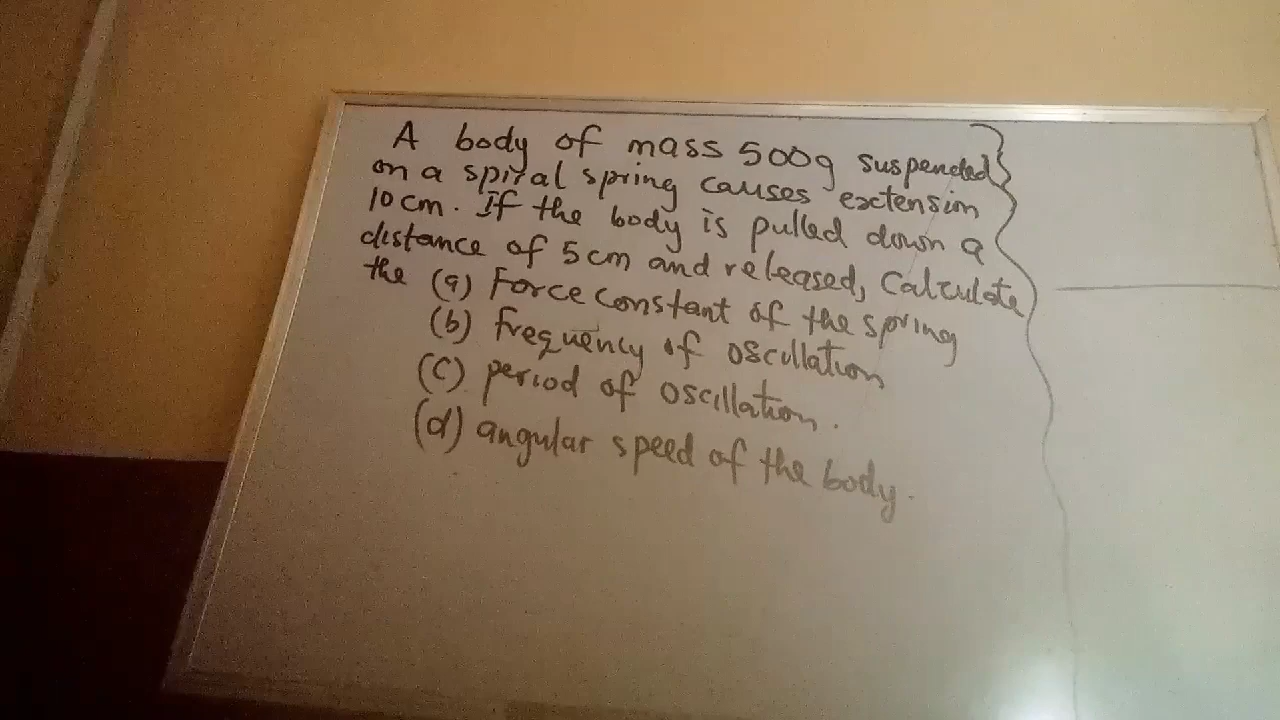 A body of mass 500g suspended
on a spiral spring causes extension
10cm. If the body is pulled down a
distance of 5cm and released, Calculate
the (a) Force constant of the spring
(b) frequency of oscillation
(c) period of oscillation.
(d) angular speed of the body.